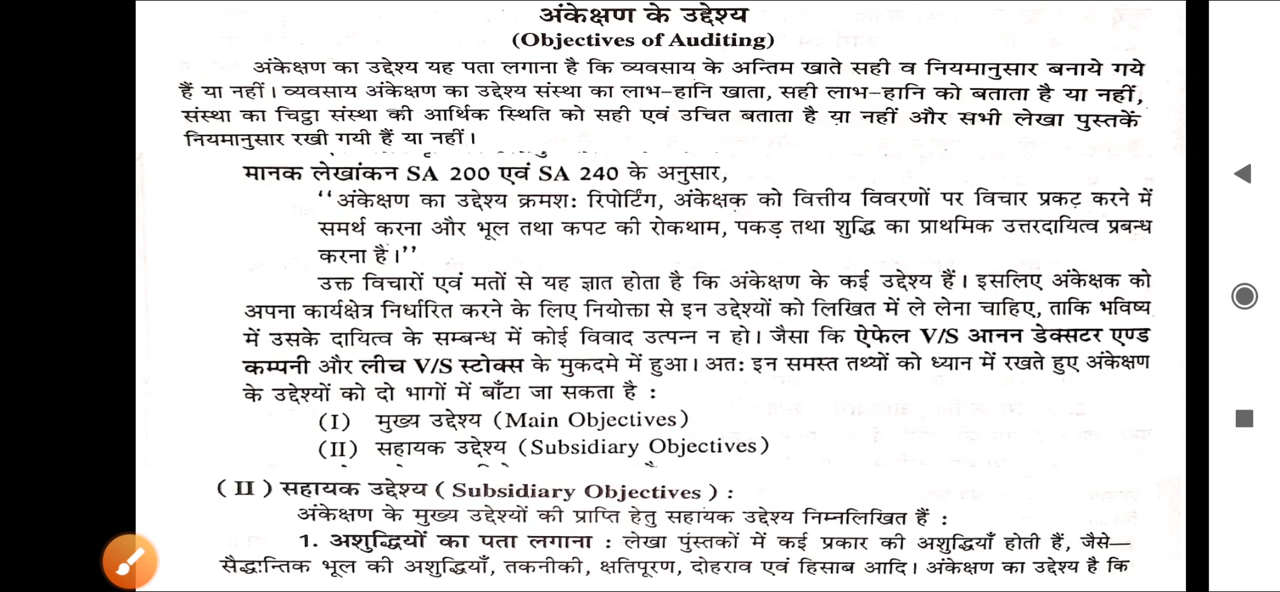 अंकेक्षण के उद्देश्य
(Objectives of Auditing)
अंकेक्षण का उद्देश्य यह पता लगाना है कि व्यवसाय के अन्तिम खाते सही व नियमानुसार बनाये गये
हैं या नहीं। व्यवसाय अंकेक्षण का उद्देश्य संस्था का लाभ-हानि खाता, सही लाभ-हानि को बताता है या नहीं,
संस्था का चिट्ठा संस्था की आर्थिक स्थिति को सही एवं उचित बताता है या नहीं और सभी लेखा पुस्तकें
नियमानुसार रखी गयी हैं या नहीं।
मानक लेखांकन SA 200 एवं SA 240 के अनुसार,
‘‘अंकेक्षण का उद्देश्य क्रमशः रिपोर्टिंग, अंकेक्षक को वित्तीय विवरणों पर विचार प्रकट करने में
समर्थ करना और भूल तथा कपट की रोकथाम, पकड़ तथा शुद्धि का प्राथमिक उत्तरदायित्व प्रबन्ध
करना है।’’
उक्त विचारों एवं मतों से यह ज्ञात होता है कि अंकेक्षण के कई उद्देश्य हैं। इसलिए अंकेक्षक को
अपना कार्यक्षेत्र निर्धारित करने के लिए नियोक्ता से इन उद्देश्यों को लिखित में ले लेना चाहिए, ताकि भविष्य
में उसके दायित्व के सम्बन्ध में कोई विवाद उत्पन्न न हो। जैसा कि ऐफेल V/S आनन डेक्सटर एण्ड
कम्पनी और लीच V/S स्टोक्स के मुकदमे में हुआ। अतः इन समस्त तथ्यों को ध्यान में रखते हुए अंकेक्षण
के उद्देश्यों को दो भागों में बाँटा जा सकता है :
(I) मुख्य उद्देश्य (Main Objectives)
(II) सहायक उद्देश्य (Subsidiary Objectives)
( II ) सहायक उद्देश्य ( Subsidiary Objectives ) :
अंकेक्षण के मुख्य उद्देश्यों की प्राप्ति हेतु सहायक उद्देश्य निम्नलिखित हैं :
1. अशुद्धियों का पता लगाना : लेखा पुंस्तकों में कई प्रकार की अशुद्धियाँ होती हैं, जैसे—
सैद्धान्तिक भूल की अशुद्धियाँ, तकनीकी, क्षतिपूरण, दोहराव एवं हिसाब आदि। अंकेक्षण का उद्देश्य है कि